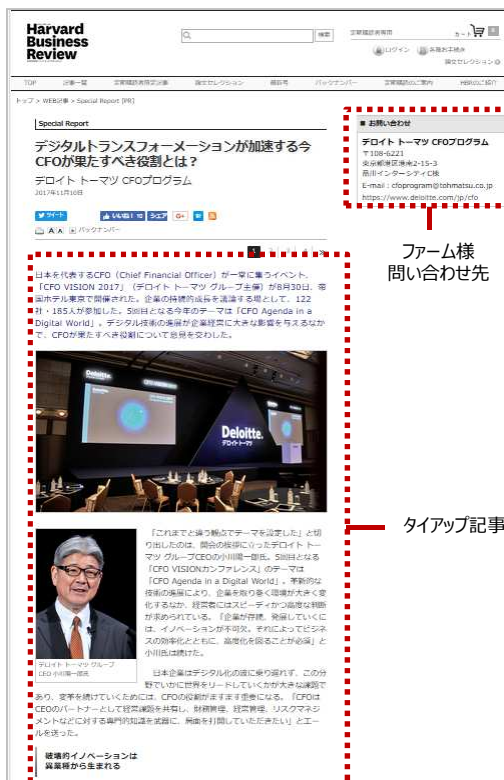 Harvard
Business
Review
検索
定期購読者専用
カート
ログイン
各種お手続き
論文セレクション
TOP 記事一覧 定期購読者限定記事 論文セレクション 最新号 バックナンバー 定期購読のご案内 HBRのご紹介
トップ > WEB記事 > Special Report [PR]
Special Report
デジタルトランスフォーメーションが加速する今
CFOが果たすべき役割とは？
デロイト トーマツ CFOプログラム
2017年11月10日
ツイート
いいね！ 12 シェア G+
A A バックナンバー
1 2 3 4 »
日本を代表するCFO（Chief Financial Officer）が一堂に集うイベント、
「CFO VISION 2017」（デロイト トーマツ グループ主催）が8月30日、帝
国ホテル東京で開催された。企業の持続的成長を議論する場として、122
社・185人が参加した。5回目となる今年のテーマは「CFO Agenda in a
Digital World」。デジタル技術の進展が企業経営に大きな影響を与えるなか
で、CFOが果たすべき役割について意見を交わした。
Deloitte.
デロイト トーマツ
「これまでと違う観点でテーマを設定した」と切
り出したのは、開会の挨拶に立ったデロイト トー
マツ グループCEOの小川陽一郎氏。5回目となる
「CFO VISIONカンファレンス」のテーマは
「CFO Agenda in a Digital World」。革新的な
技術の進展により、企業を取り巻く環境が大きく変
化するなか、経営者にはスピーディかつ高度な判断
が求められている。「企業が存続、発展していくに
は、イノベーションが不可欠。それによってビジネ
スの効率化とともに、高度化を図ることが必須」と
小川氏は続けた。
デロイト トーマツ グループ
CEO 小川陽一郎氏
日本企業はデジタル化の波に乗り遅れず、この分
野でいかに世界をリードしていくかが大きな課題で
あり、変革を続けていくためには、CFOの役割がますます重要になる。「CFOは
CEOのパートナーとして経営課題を共有し、財務管理、経営管理、リスクマネジ
メントなどに対する専門的知識を武器に、局面を打開していただきたい」とエー
ルを送った。
破壊的イノベーションは
異業種から生まれる
■ お問い合わせ
デロイト トーマツ CFOプログラム
〒108-6221
東京都港区港南2-15-3
品川インターシティC棟
E-mail : cfoprogram@tohmatsu.co.jp
https://www.deloitte.com/jp/cfo
ファーム様
問い合わせ先
タイアップ記事